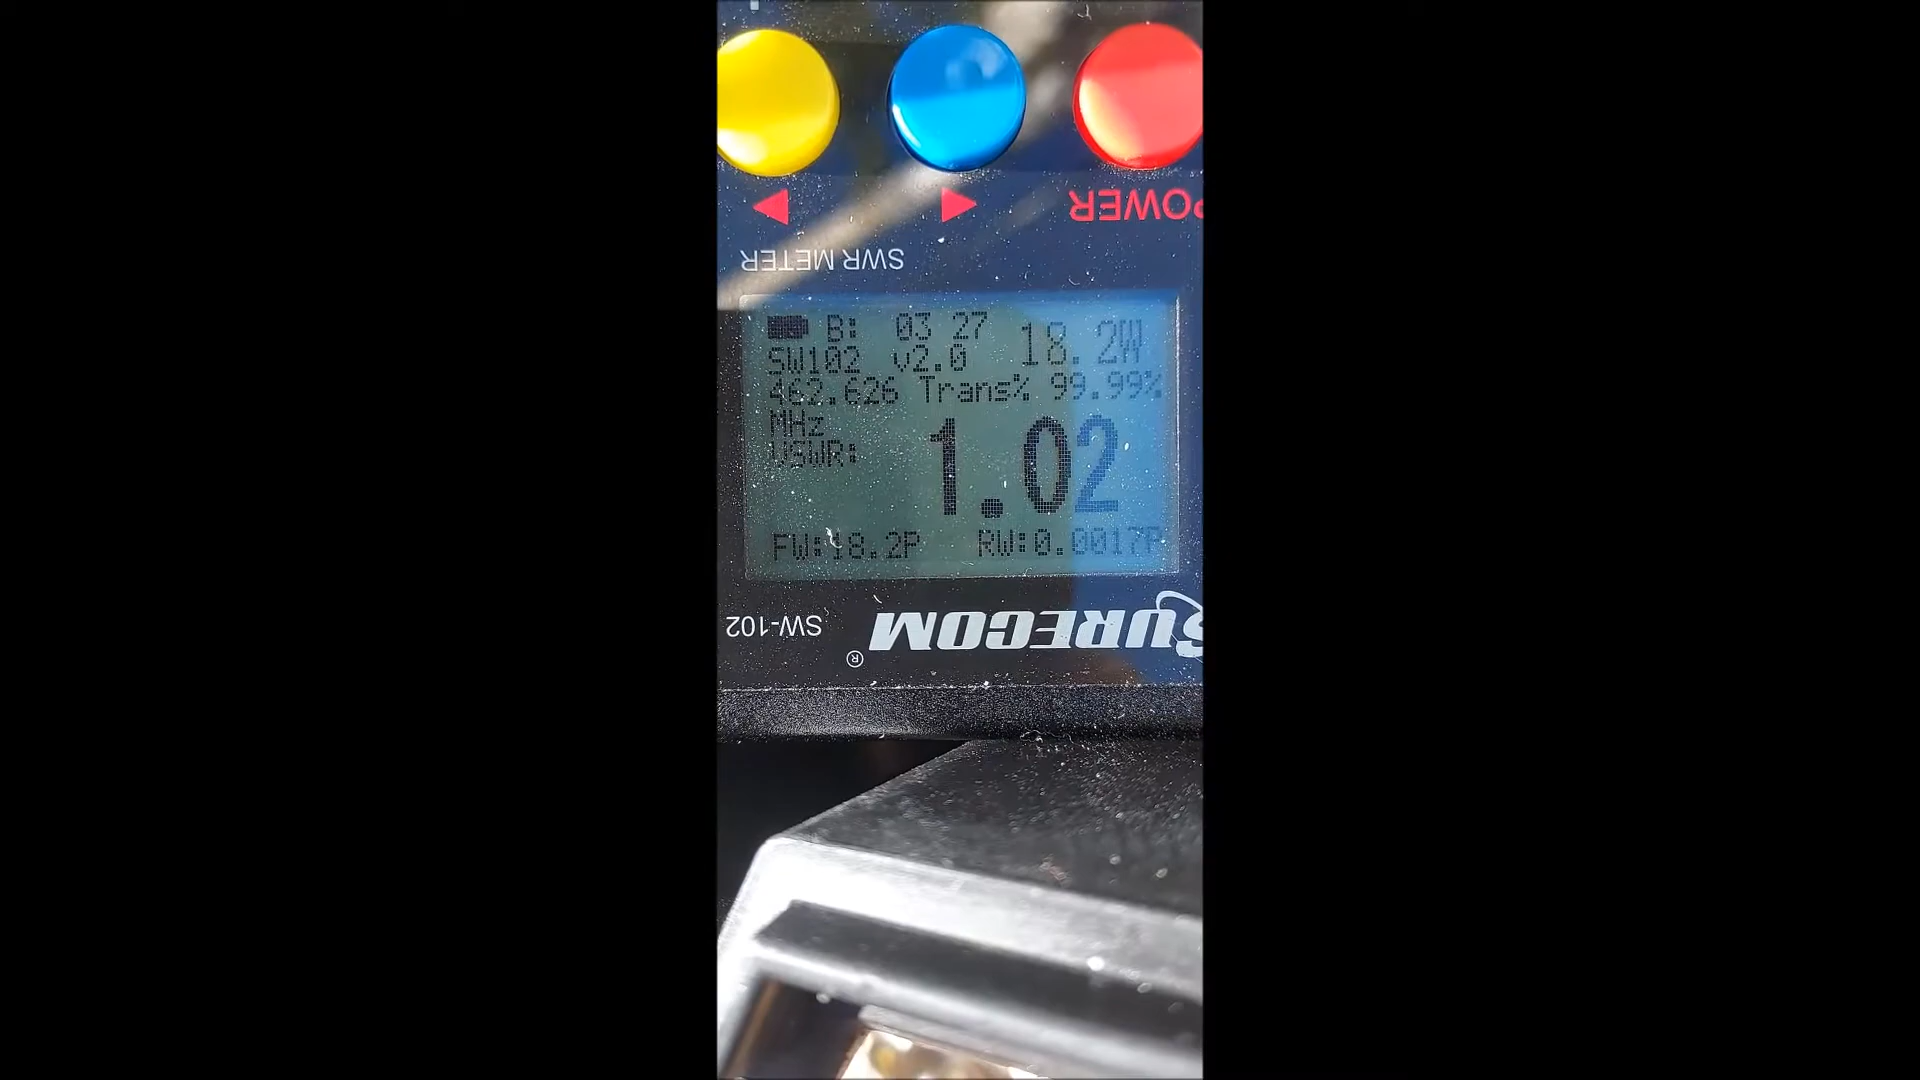 POWER
SWR METER
B: 03 27 18.2W
SW102 v2.0
462.626 Trans% 99.99%
MHz
VSWR: 1.02
FW:18.2P RW:0.0017P
SW-102 SURECOM
®